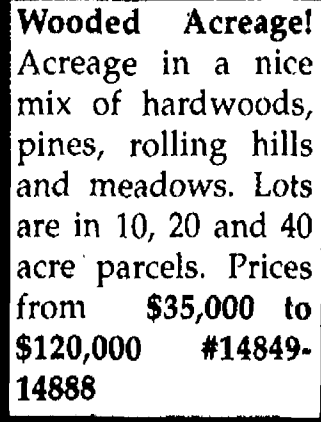 Wooded Acreage!
Acreage in a nice
mix of hardwoods,
pines, rolling hills
and meadows. Lots
are in 10, 20 and 40
acre parcels. Prices
from $35,000 to
$120,000 #14849-
14888